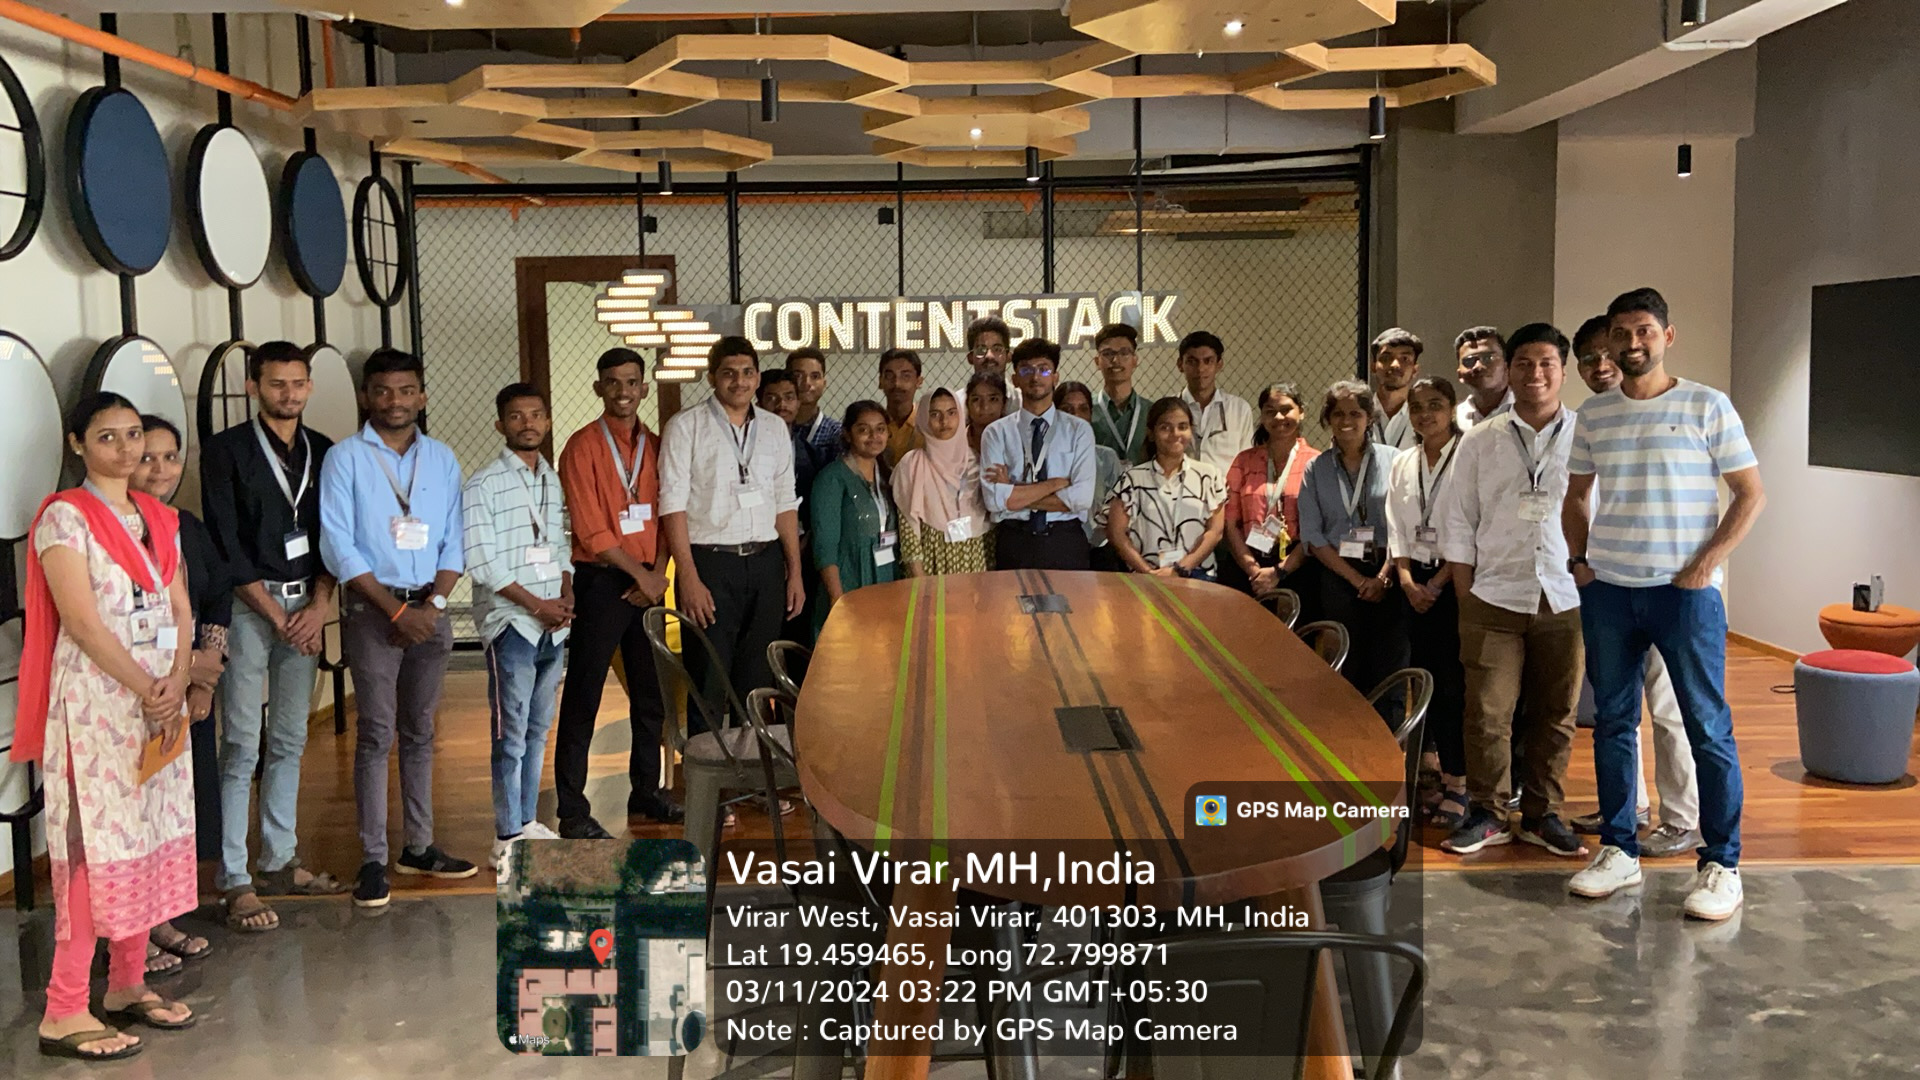 CONTENTSTACK
GPS Map Camera
Vasai Virar,MH,India
Virar West, Vasai Virar, 401303, MH, India
Lat 19.459465, Long 72.799871
03/11/2024 03:22 PM GMT+05:30
Note : Captured by GPS Map Camera
Maps